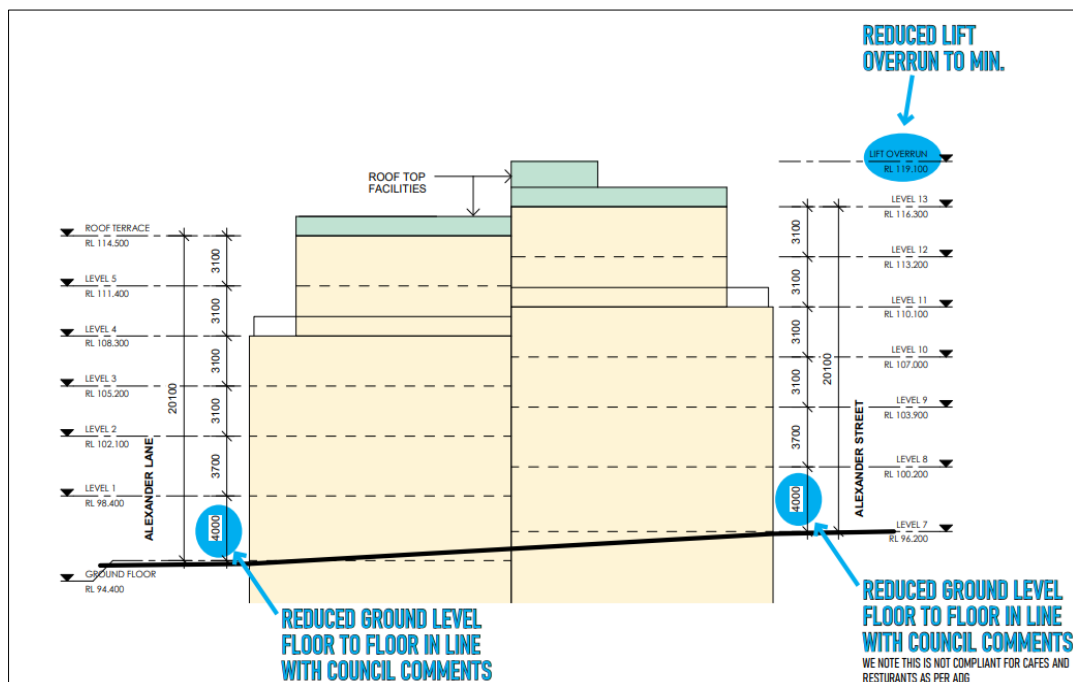 REDUCED LIFT
OVERRUN TO MIN.
LIFT OVERRUN
RL 119.100
ROOF TOP
FACILITIES
ROOF TERRACE
RL 114.500
LEVEL 5
RL 111.400
LEVEL 4
RL 108.300
LEVEL 3
RL 105.200
LEVEL 2
RL 102.100
LEVEL 1
RL 98.400
GROUND FLOOR
RL 94.400
ALEXANDER LANE
20100
3100
3100
3100
3100
3700
4000
LEVEL 13
RL 116.300
LEVEL 12
RL 113.200
LEVEL 11
RL 110.100
LEVEL 10
RL 107.000
LEVEL 9
RL 103.900
LEVEL 8
RL 100.200
LEVEL 7
RL 96.200
3100
3100
3100
3100
3700
4000
20100
ALEXANDER STREET
REDUCED GROUND LEVEL
FLOOR TO FLOOR IN LINE
WITH COUNCIL COMMENTS
REDUCED GROUND LEVEL
FLOOR TO FLOOR IN LINE
WITH COUNCIL COMMENTS
WE NOTE THIS IS NOT COMPLIANT FOR CAFES AND
RESTURANTS AS PER ADG